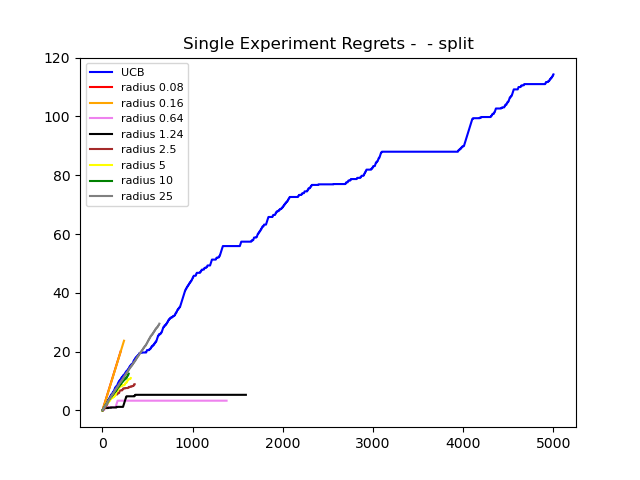 Single Experiment Regrets -  - split
120
100
80
60
40
20
0
UCB
radius 0.08
radius 0.16
radius 0.64
radius 1.24
radius 2.5
radius 5
radius 10
radius 25
0 1000 2000 3000 4000 5000